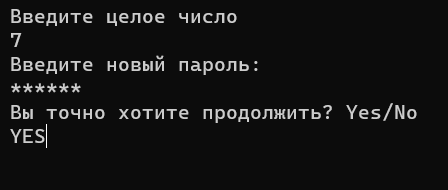 Введите целое число
7
Введите новый пароль:
******
Вы точно хотите продолжить? Yes/No
YES